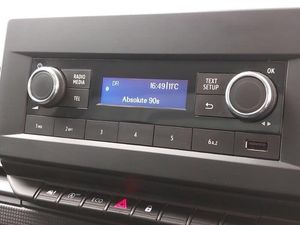 RADIO
MEDIA
TEL
DR 16:49 11°C
Absolute 90s
TEXT
SETUP
OK
1
2
3
4
5
6